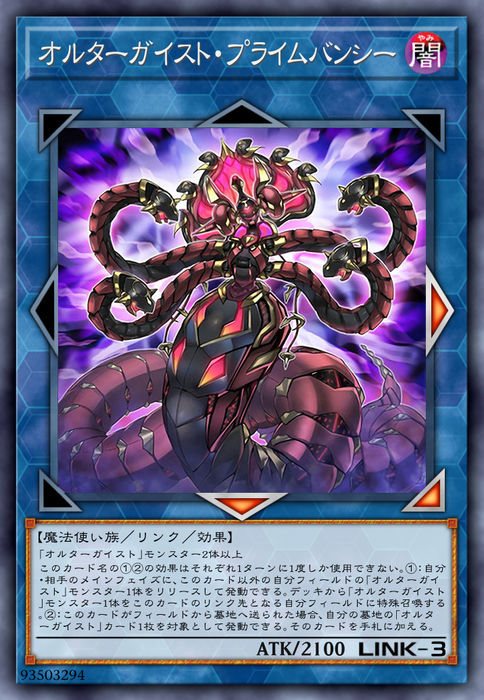 オルターガイスト・プライムバンシー
やみ
闇
【魔法使い族／リンク／効果】
「オルターガイスト」モンスター2体以上
このカード名の①②の効果はそれぞれ1ターンに1度しか使用できない。①：自分
・相手のメインフェイズに、このカード以外の自分フィールドの「オルターガイ
スト」モンスター1体をリリースして発動できる。デッキから「オルターガイスト」
モンスター1体をこのカードのリンク先となる自分フィールドに特殊召喚する。
②：このカードがフィールドから墓地へ送られた場合、自分の墓地の「オルタ
ーガイスト」カード1枚を対象として発動できる。そのカードを手札に加える。
ATK/2100 LINK-3
93503294